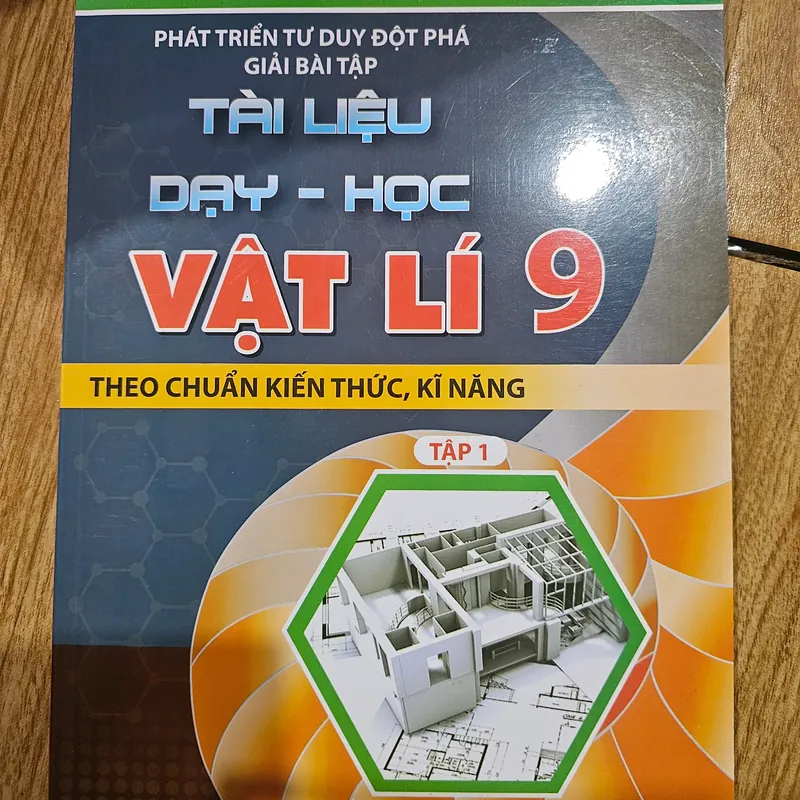 PHÁT TRIỂN TƯ DUY ĐỘT PHÁ
GIẢI BÀI TẬP
TÀI LIỆU
DẠY - HỌC
VẬT LÍ 9
THEO CHUẨN KIẾN THỨC, KĨ NĂNG
TẬP 1